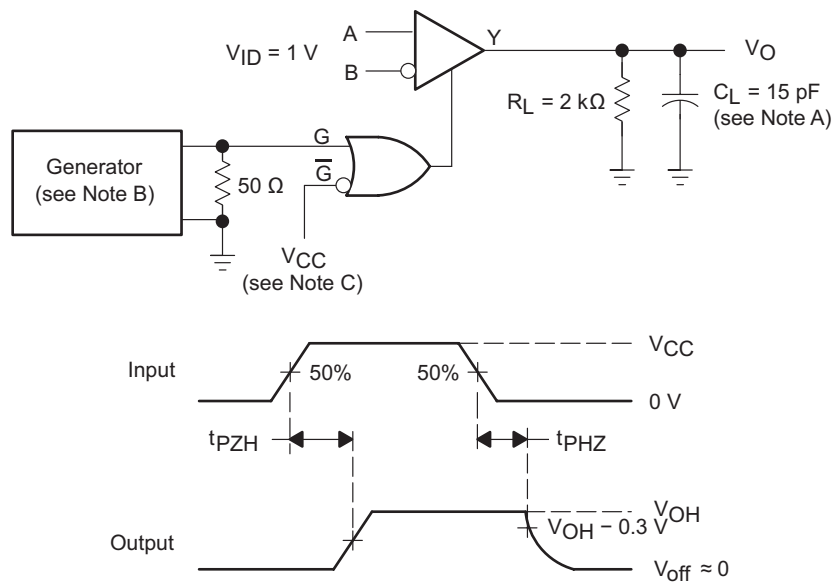 A
Y
V_O
V_ID = 1 V
B
R_L = 2 kΩ
C_L = 15 pF
(see Note A)
G
G̅
Generator
(see Note B)
50 Ω
V_CC
(see Note C)
V_CC
Input
50%
50%
0 V
t_PZH
t_PHZ
V_OH
V_OH − 0.3 V
Output
V_off ≈ 0